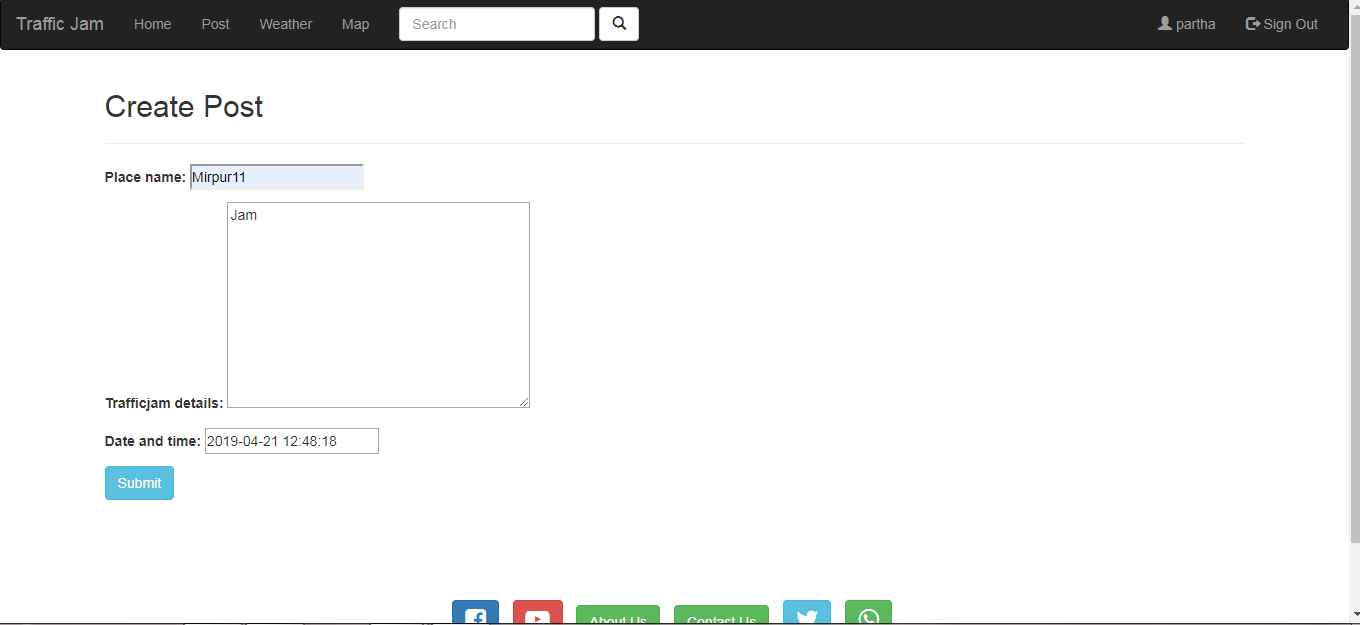 Traffic Jam Home Post Weather Map Search partha Sign Out
Create Post
Place name: Mirpur11
Jam
Trafficjam details:
Date and time: 2019-04-21 12:48:18
Submit
About Us Contact Us